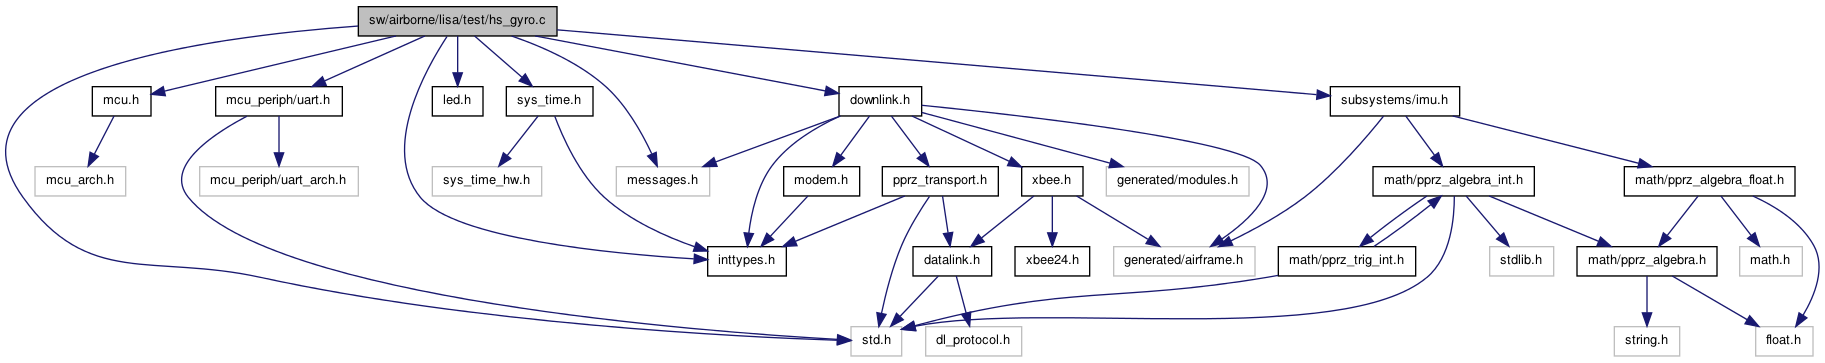 sw/airborne/lisa/test/hs_gyro.c
mcu.h
mcu_periph/uart.h
led.h
sys_time.h
downlink.h
subsystems/imu.h
mcu_arch.h
mcu_periph/uart_arch.h
sys_time_hw.h
messages.h
modem.h
pprz_transport.h
xbee.h
generated/modules.h
math/pprz_algebra_int.h
math/pprz_algebra_float.h
inttypes.h
datalink.h
xbee24.h
generated/airframe.h
math/pprz_trig_int.h
stdlib.h
math/pprz_algebra.h
math.h
std.h
dl_protocol.h
string.h
float.h